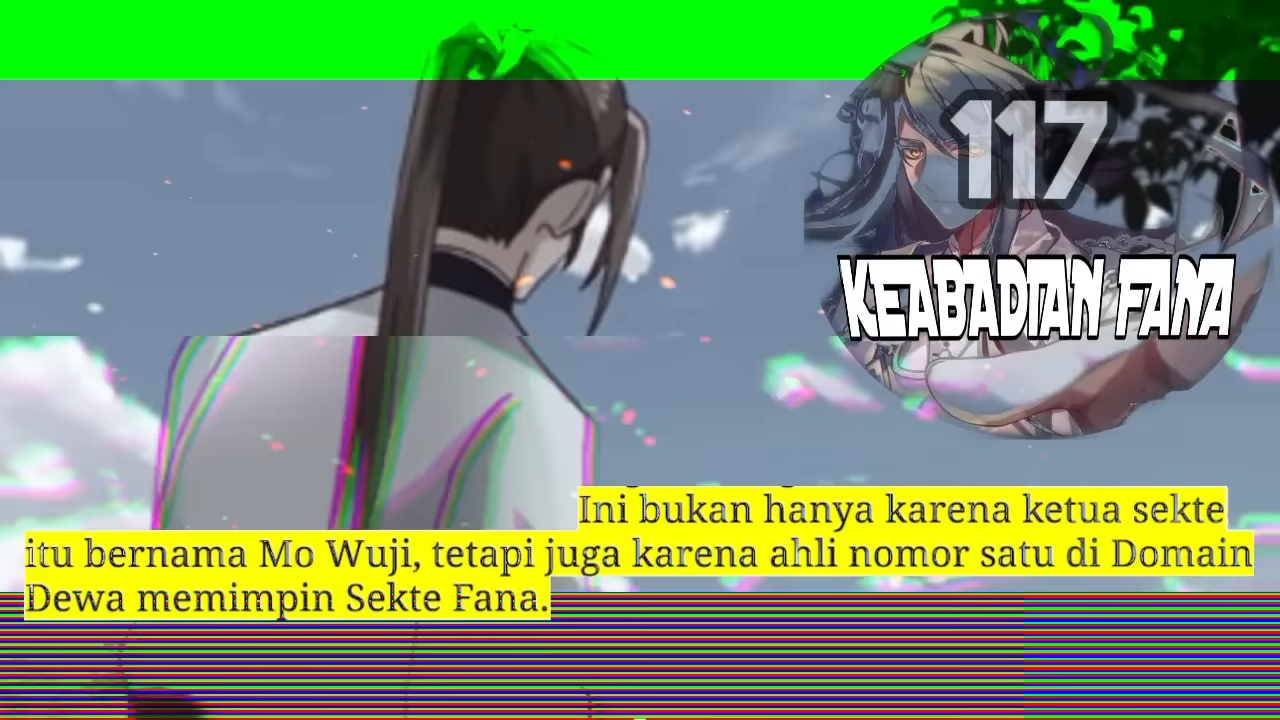 117
KEABADIAN FANA
Ini bukan hanya karena ketua sekte
itu bernama Mo Wuji, tetapi juga karena ahli nomor satu di Domain
Dewa memimpin Sekte Fana.